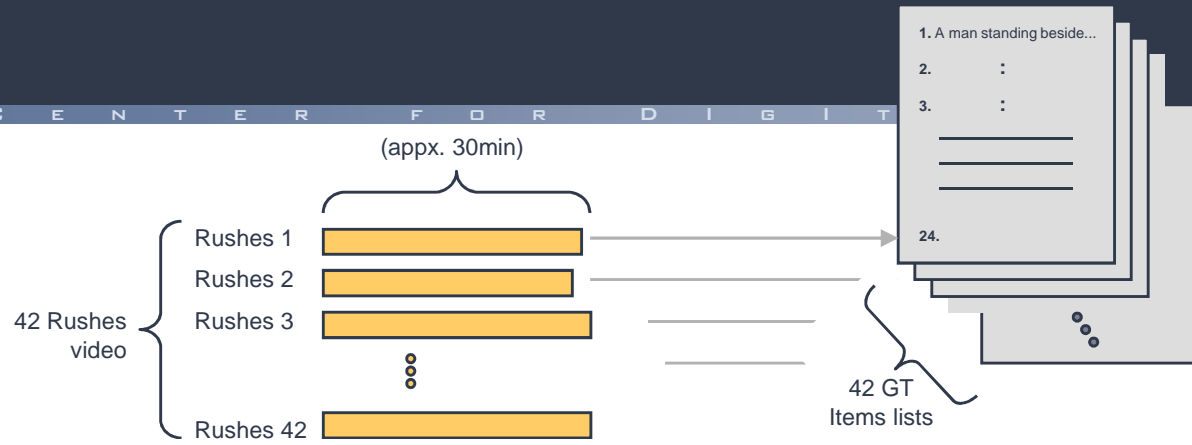 1. A man standing beside...
2. :
3. :
24.
C E N T E R F O R D I G I T
(appx. 30min)
Rushes 1
Rushes 2
Rushes 3
Rushes 42
42 Rushes
video
42 GT
Items lists